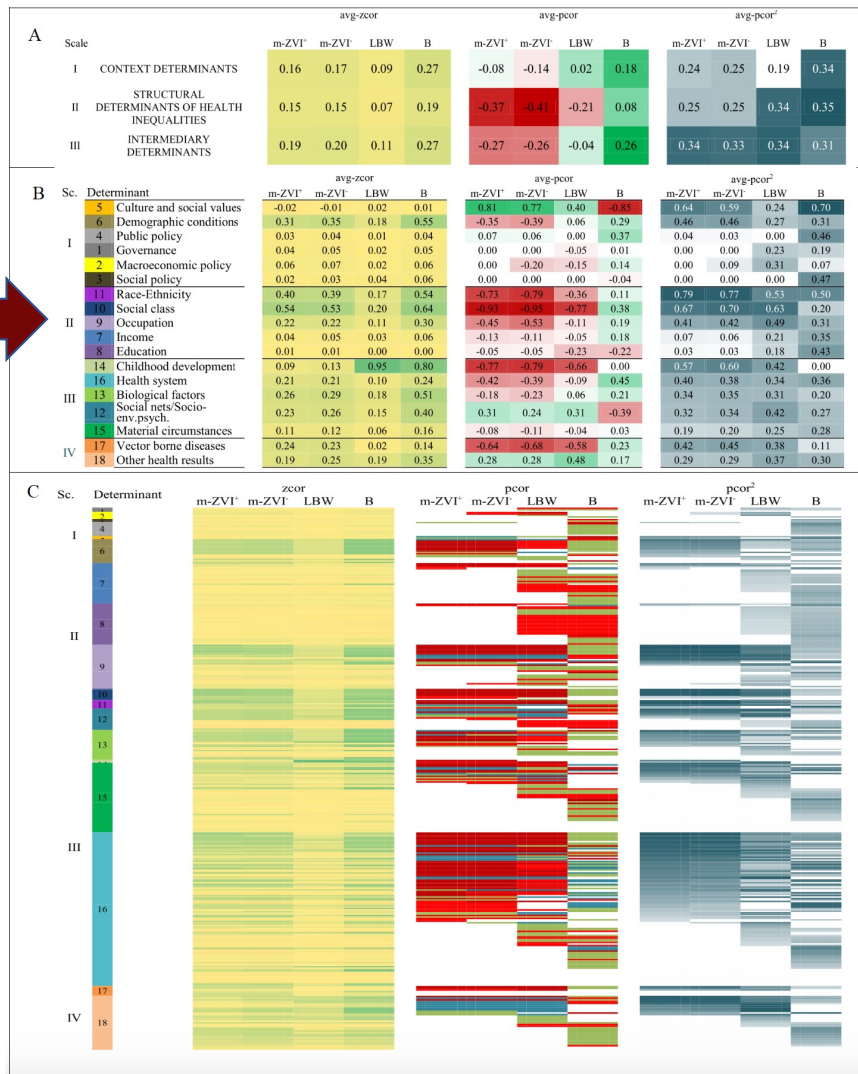 avg-zcor avg-pcor avg-pcor²
A
Scale m-ZVI⁺ m-ZVI⁻ LBW B m-ZVI⁺ m-ZVI⁻ LBW B m-ZVI⁺ m-ZVI⁻ LBW B
I CONTEXT DETERMINANTS 0.16 0.17 0.09 0.27 -0.08 -0.14 0.02 0.18 0.24 0.25 0.19 0.34
STRUCTURAL
II DETERMINANTS OF HEALTH 0.15 0.15 0.07 0.19 -0.37 -0.41 -0.21 0.08 0.25 0.25 0.34 0.35
INEQUALITIES
III INTERMEDIARY 0.19 0.20 0.11 0.27 -0.27 -0.26 -0.04 0.26 0.34 0.33 0.34 0.31
DETERMINANTS
avg-zcor avg-pcor avg-pcor²
B Sc. Determinant m-ZVI⁺ m-ZVI⁻ LBW B m-ZVI⁺ m-ZVI⁻ LBW B m-ZVI⁺ m-ZVI⁻ LBW B
5 Culture and social values -0.02 -0.01 0.02 0.01 0.81 0.77 0.40 -0.85 0.64 0.59 0.24 0.70
6 Demographic conditions 0.31 0.35 0.18 0.55 -0.35 -0.39 0.06 0.29 0.46 0.46 0.27 0.31
I 4 Public policy 0.03 0.04 0.01 0.04 0.07 0.06 0.00 0.37 0.04 0.03 0.00 0.46
1 Governance 0.04 0.05 0.02 0.05 0.00 0.00 -0.05 0.01 0.00 0.00 0.23 0.19
2 Macroeconomic policy 0.06 0.07 0.02 0.06 0.00 -0.20 -0.15 0.14 0.00 0.09 0.31 0.07
3 Social policy 0.02 0.03 0.04 0.06 0.00 0.00 0.00 -0.04 0.00 0.00 0.00 0.47
11 Race-Ethnicity 0.40 0.39 0.17 0.54 -0.73 -0.79 -0.36 0.11 0.79 0.77 0.53 0.50
10 Social class 0.54 0.53 0.20 0.64 -0.93 -0.95 -0.77 0.38 0.67 0.70 0.63 0.20
II 9 Occupation 0.22 0.22 0.11 0.30 -0.45 -0.53 -0.11 0.19 0.41 0.42 0.49 0.31
7 Income 0.04 0.05 0.03 0.06 -0.13 -0.11 -0.05 0.18 0.07 0.06 0.21 0.35
8 Education 0.01 0.01 0.00 0.00 -0.05 -0.05 -0.23 -0.22 0.03 0.03 0.18 0.43
14 Childhood development 0.09 0.13 0.95 0.80 -0.77 -0.79 -0.66 0.00 0.57 0.60 0.42 0.00
16 Health system 0.21 0.21 0.10 0.24 -0.42 -0.39 -0.09 0.45 0.40 0.38 0.34 0.36
III 13 Biological factors 0.26 0.29 0.18 0.51 -0.18 -0.23 0.06 0.21 0.34 0.35 0.31 0.20
12 Social nets/Socio-env.psych. 0.23 0.26 0.15 0.40 0.31 0.24 0.31 -0.39 0.32 0.34 0.42 0.27
15 Material circumstances 0.11 0.12 0.06 0.16 -0.08 -0.11 -0.04 0.03 0.19 0.20 0.25 0.28
IV 17 Vector borne diseases 0.24 0.23 0.02 0.14 -0.64 -0.68 -0.58 0.23 0.42 0.45 0.38 0.11
18 Other health results 0.19 0.25 0.19 0.35 0.28 0.28 0.48 0.17 0.29 0.29 0.37 0.30
C Sc. Determinant zcor pcor pcor²
m-ZVI⁺ m-ZVI⁻ LBW B m-ZVI⁺ m-ZVI⁻ LBW B m-ZVI⁺ m-ZVI⁻ LBW B
2
4
I
6
7
8
II
9
10
11
12
13
15
III
16
17
IV
18